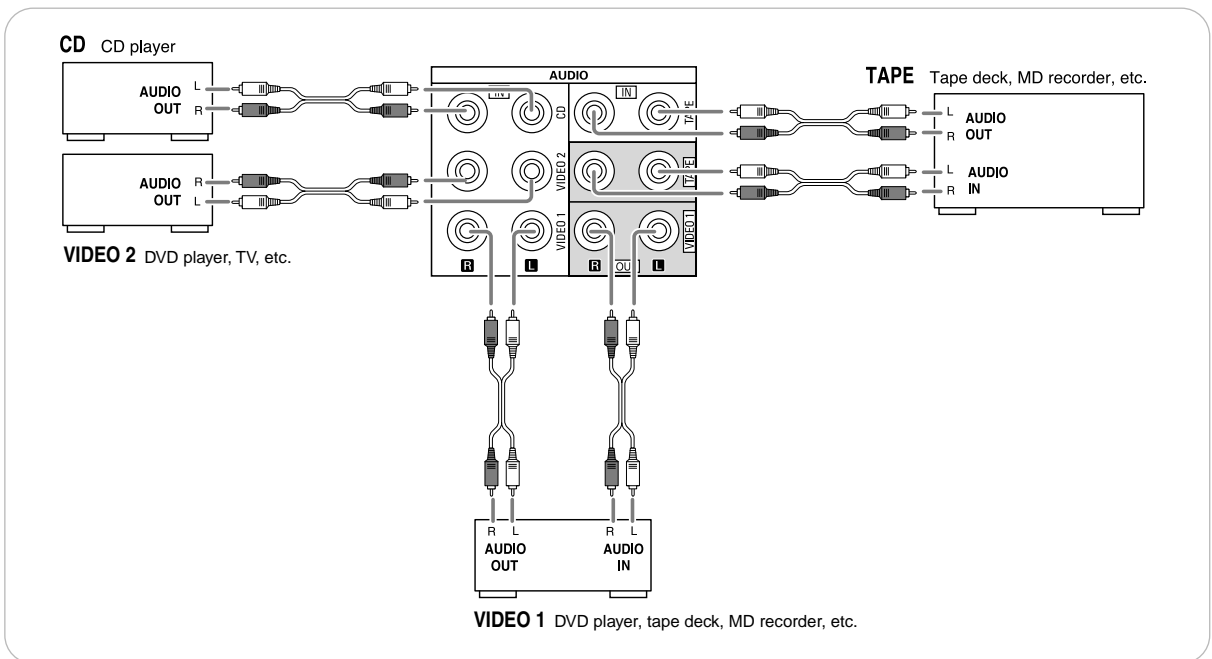 CD CD player
AUDIO OUT L R
AUDIO OUT R L
VIDEO 2 DVD player, TV, etc.
AUDIO
IN IN
CD TAPE
VIDEO 2 TAPE
VIDEO 1 VIDEO 1
R L R OUT L
TAPE Tape deck, MD recorder, etc.
L AUDIO
R OUT
L AUDIO
R IN
R L R L
AUDIO AUDIO
OUT IN
VIDEO 1 DVD player, tape deck, MD recorder, etc.